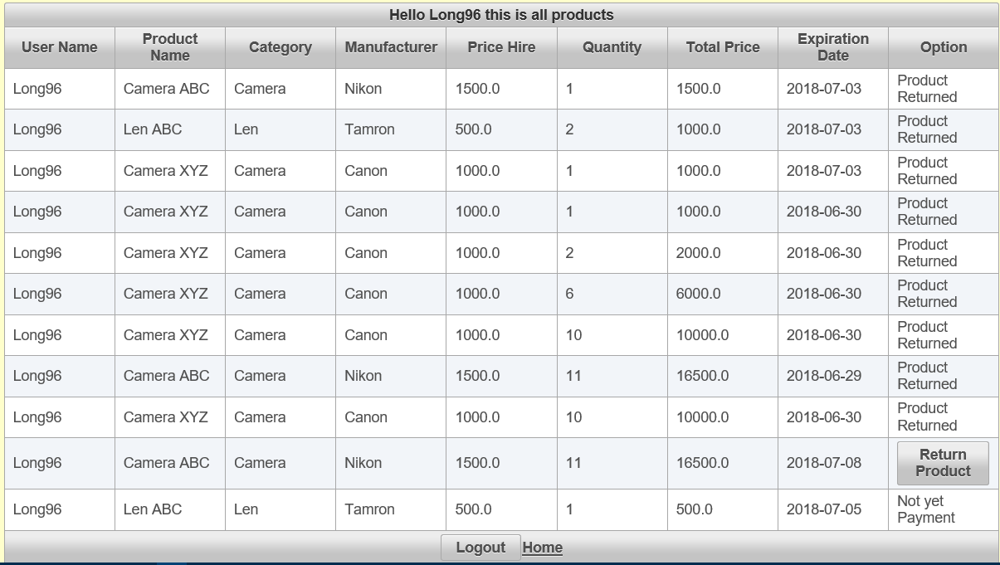 Hello Long96 this is all products
User Name Product Name Category Manufacturer Price Hire Quantity Total Price Expiration Date Option
Long96 Camera ABC Camera Nikon 1500.0 1 1500.0 2018-07-03 Product Returned
Long96 Len ABC Len Tamron 500.0 2 1000.0 2018-07-03 Product Returned
Long96 Camera XYZ Camera Canon 1000.0 1 1000.0 2018-07-03 Product Returned
Long96 Camera XYZ Camera Canon 1000.0 1 1000.0 2018-06-30 Product Returned
Long96 Camera XYZ Camera Canon 1000.0 2 2000.0 2018-06-30 Product Returned
Long96 Camera XYZ Camera Canon 1000.0 6 6000.0 2018-06-30 Product Returned
Long96 Camera XYZ Camera Canon 1000.0 10 10000.0 2018-06-30 Product Returned
Long96 Camera ABC Camera Nikon 1500.0 11 16500.0 2018-06-29 Product Returned
Long96 Camera XYZ Camera Canon 1000.0 10 10000.0 2018-06-30 Product Returned
Long96 Camera ABC Camera Nikon 1500.0 11 16500.0 2018-07-08 Return Product
Long96 Len ABC Len Tamron 500.0 1 500.0 2018-07-05 Not yet Payment
Logout Home